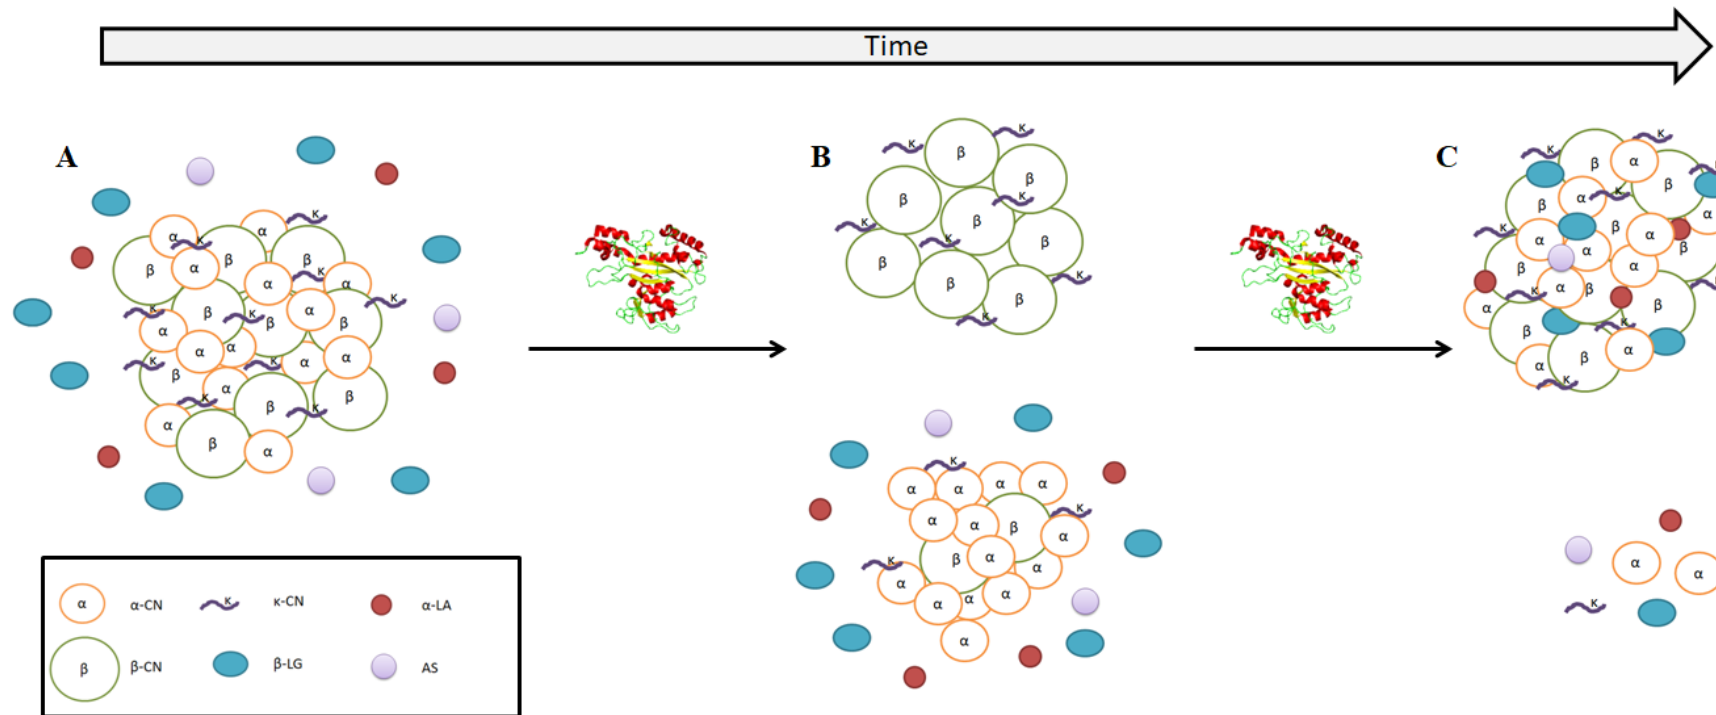 Time
A
B
C
κ
α κ α
β α β β κ
α α κ
κ β κ β α β
α
α α α
κ β κ α
α κ β κ β
α β α
κ β κ
β
β κ
κ β
κ β
β κ
β β
κ
κ
α α α α
α α β κ
α
β α
κ α α
α α α
α
κ β α κ
β κ
β α κ α
κ α β α β
α
β α β α
κ κ
α β
β κ
α β α
κ
α α
κ
α α-CN κ κ-CN α-LA
β β-CN β-LG AS